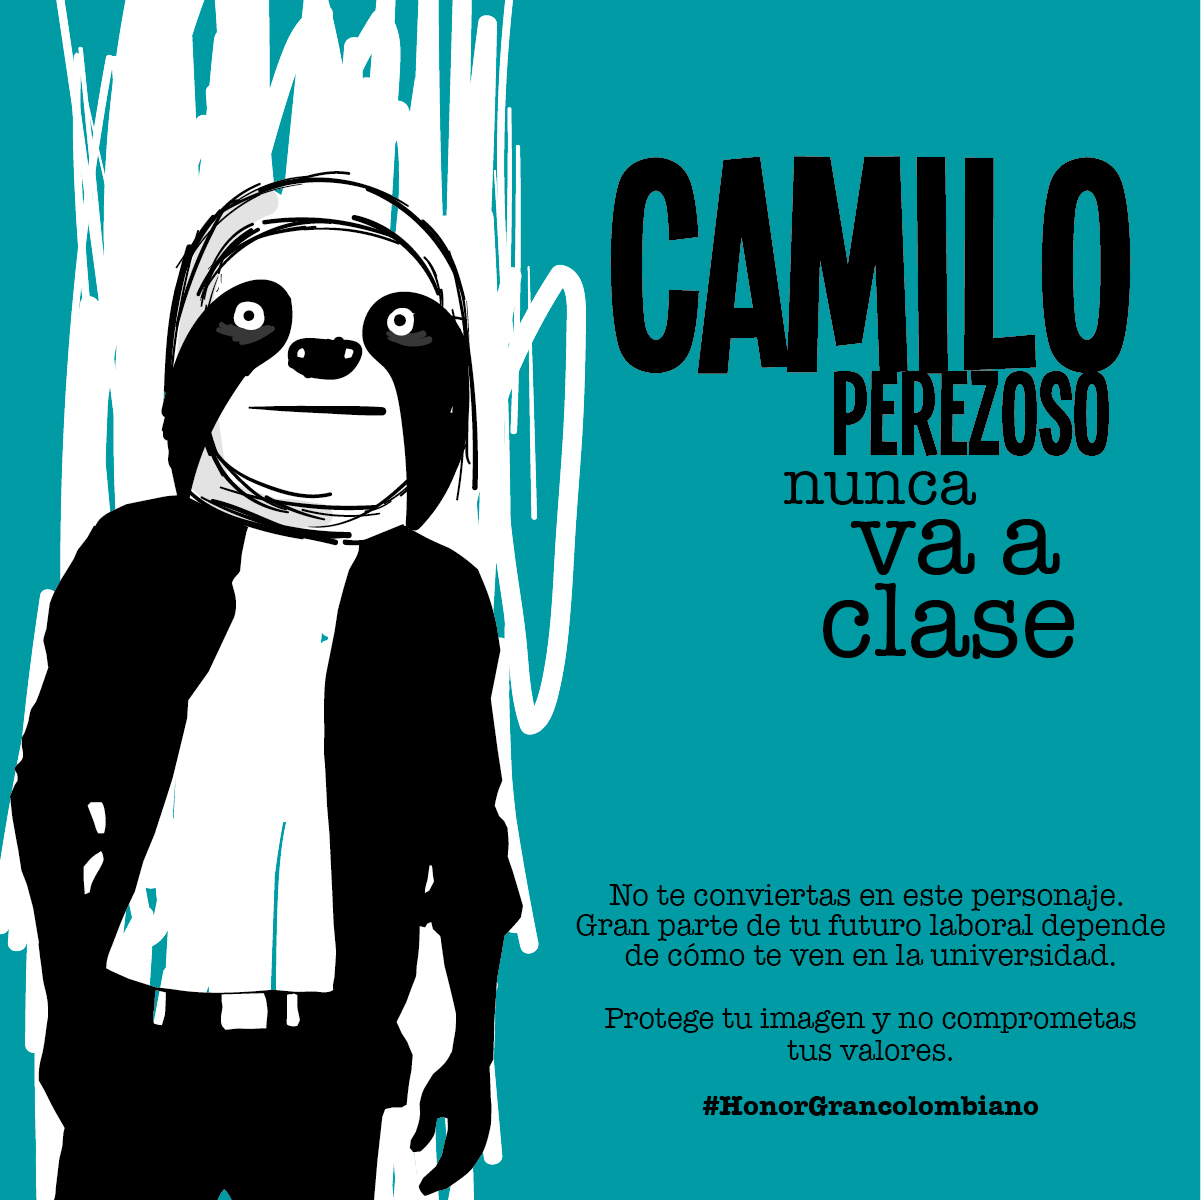 CAMILO
PEREZOSO
nunca
va a
clase
No te conviertas en este personaje.
Gran parte de tu futuro laboral depende
de cómo te ven en la universidad.
Protege tu imagen y no comprometas
tus valores.
#HonorGrancolombiano